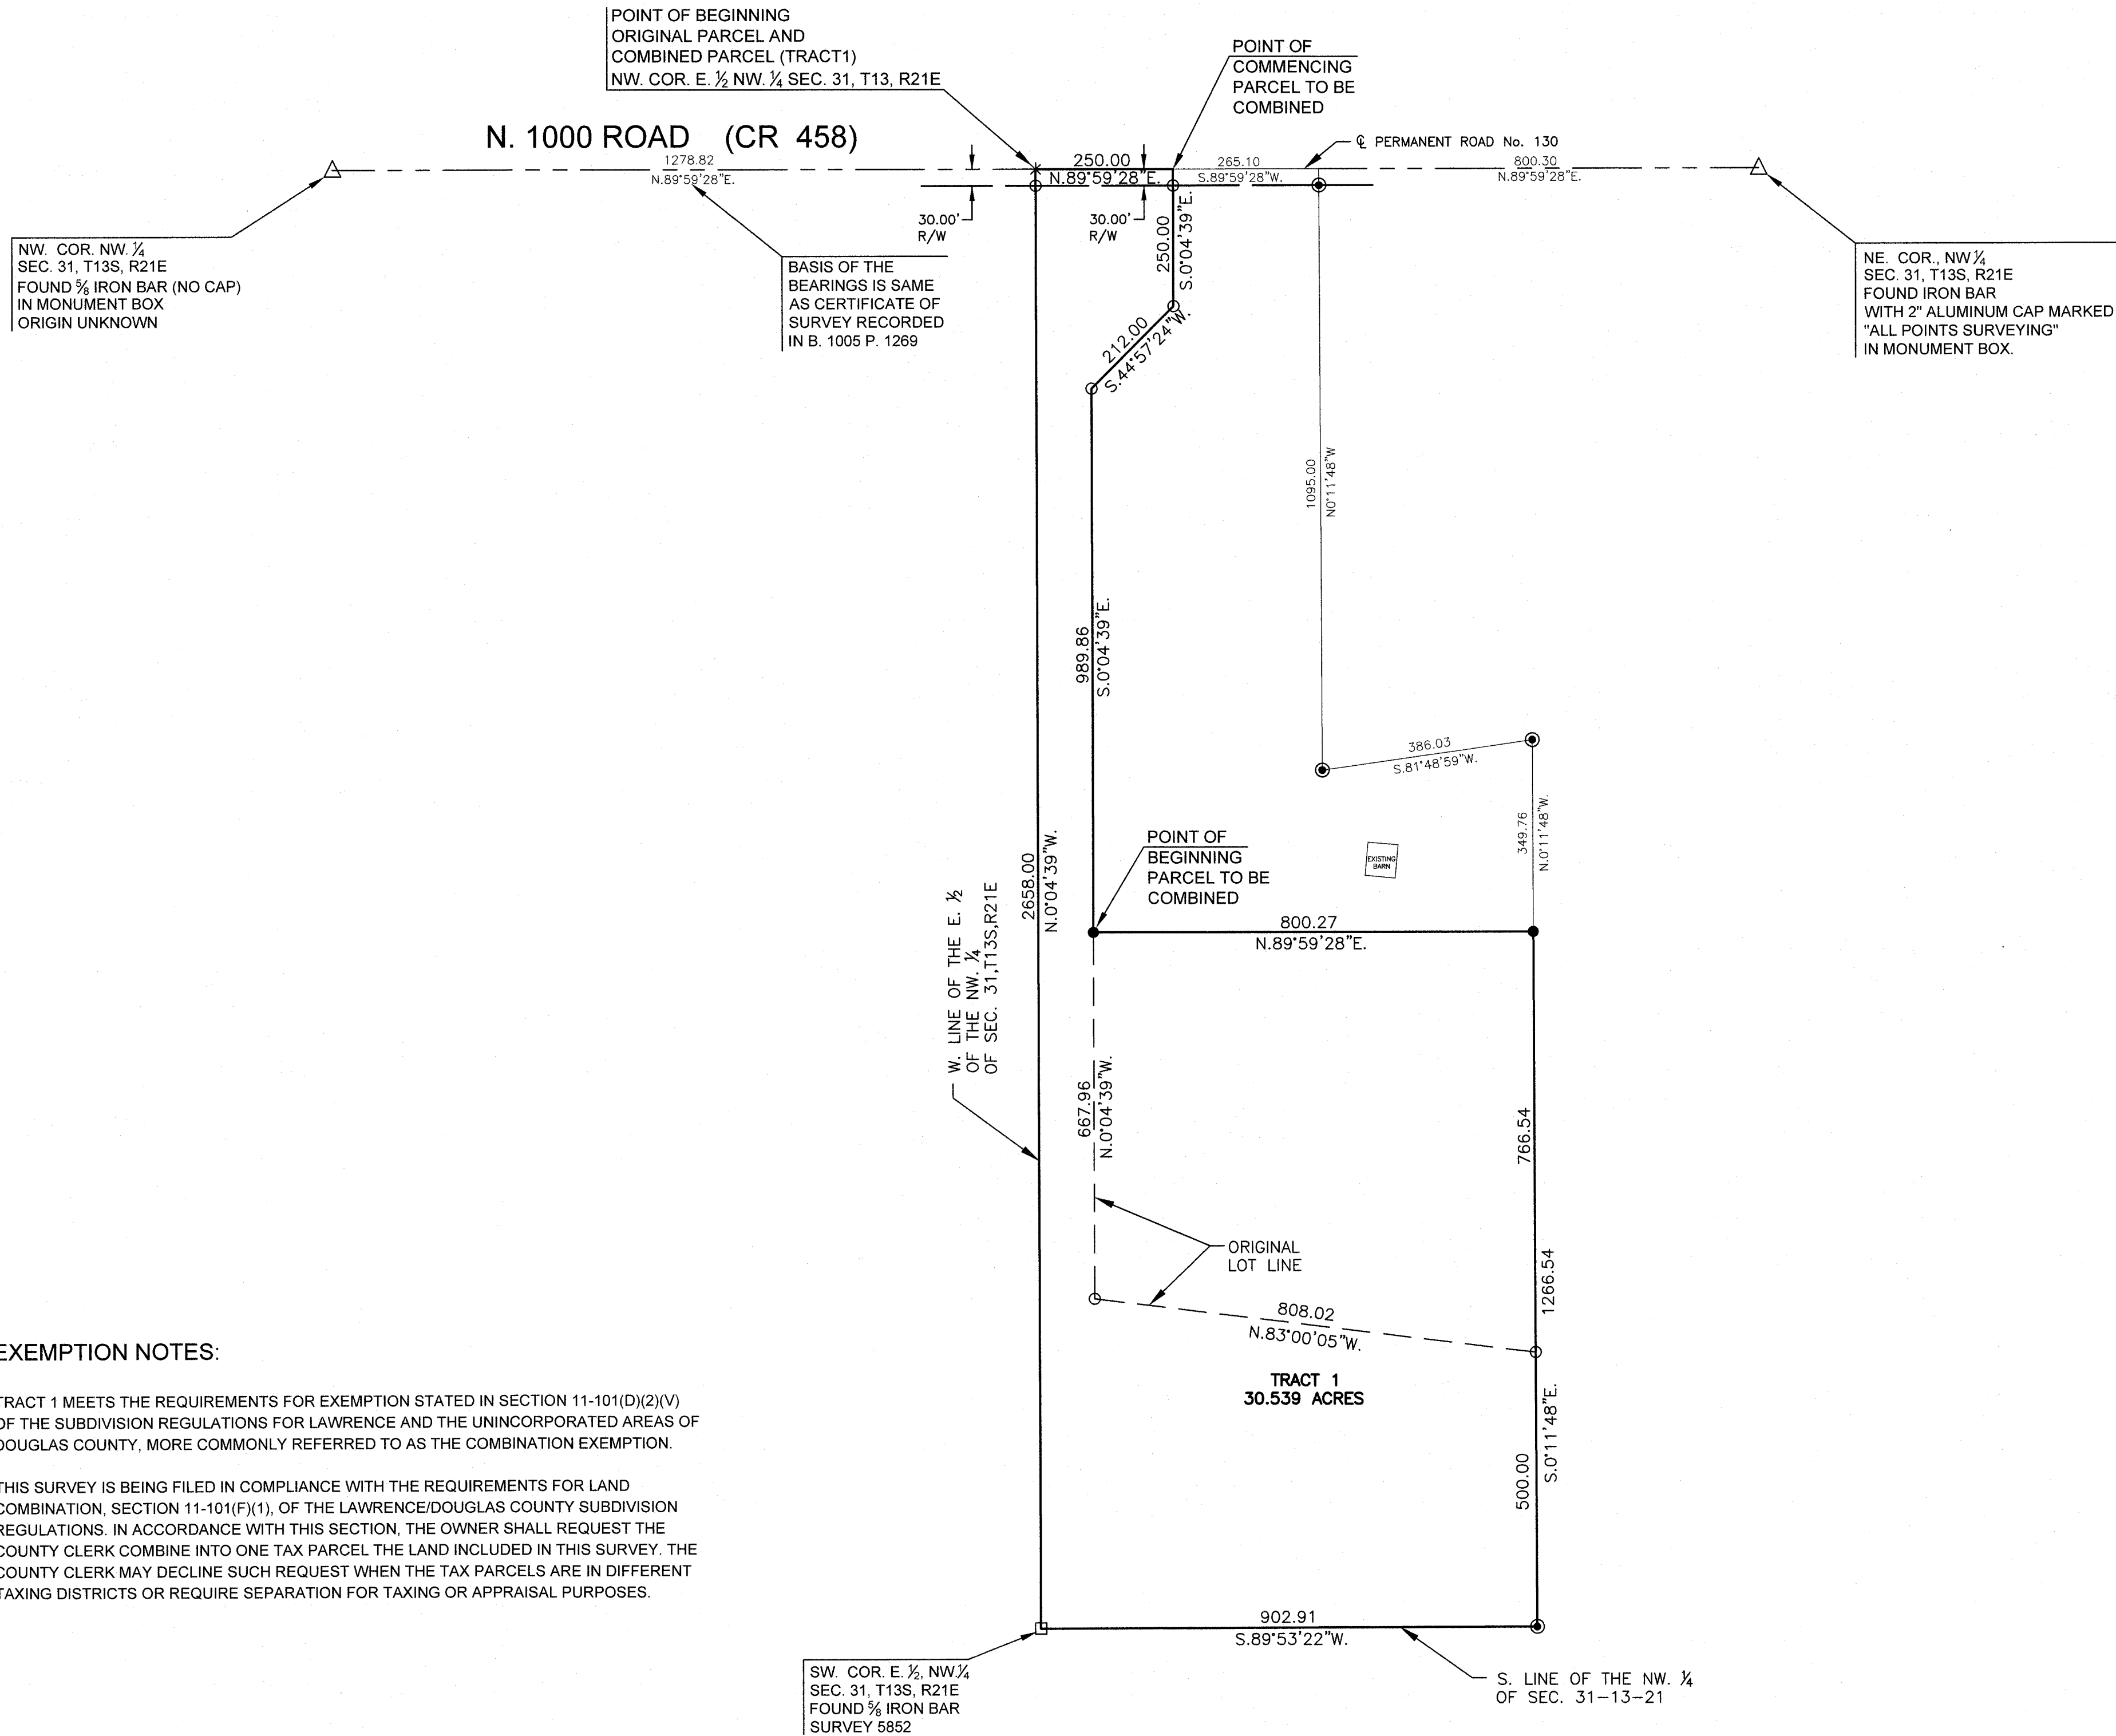 POINT OF BEGINNING
ORIGINAL PARCEL AND
COMBINED PARCEL (TRACT1)
NW. COR. E. ½ NW. ¼ SEC. 31, T13, R21E
POINT OF
COMMENCING
PARCEL TO BE
COMBINED
N. 1000 ROAD (CR 458)
℄ PERMANENT ROAD No. 130
1278.82
N.89°59'28"E.
250.00
N.89°59'28"E.
265.10
S.89°59'28"W.
800.30
N.89°59'28"E.
30.00'
R/W
30.00'
R/W
250.00
S.0°04'39"E.
NW. COR. NW. ¼
SEC. 31, T13S, R21E
FOUND ⅝ IRON BAR (NO CAP)
IN MONUMENT BOX
ORIGIN UNKNOWN
BASIS OF THE
BEARINGS IS SAME
AS CERTIFICATE OF
SURVEY RECORDED
IN B. 1005 P. 1269
NE. COR., NW ¼
SEC. 31, T13S, R21E
FOUND IRON BAR
WITH 2" ALUMINUM CAP MARKED
"ALL POINTS SURVEYING"
IN MONUMENT BOX.
212.00
S.44°57'24"W.
1095.00
N0°11'48"W
989.86
S.0°04'39"E.
386.03
S.81°48'59"W.
349.76
N.0°11'48"W.
EXISTING
BARN
POINT OF
BEGINNING
PARCEL TO BE
COMBINED
2658.00
N.0°04'39"W.
W. LINE OF THE E. ½
OF THE NW. ¼
OF SEC. 31,T13S,R21E
800.27
N.89°59'28"E.
667.96
N.0°04'39"W.
766.54
ORIGINAL
LOT LINE
1266.54
808.02
N.83°00'05"W.
TRACT 1
30.539 ACRES
500.00
S.0°11'48"E.
EXEMPTION NOTES:
TRACT 1 MEETS THE REQUIREMENTS FOR EXEMPTION STATED IN SECTION 11-101(D)(2)(V)
OF THE SUBDIVISION REGULATIONS FOR LAWRENCE AND THE UNINCORPORATED AREAS OF
DOUGLAS COUNTY, MORE COMMONLY REFERRED TO AS THE COMBINATION EXEMPTION.
THIS SURVEY IS BEING FILED IN COMPLIANCE WITH THE REQUIREMENTS FOR LAND
COMBINATION, SECTION 11-101(F)(1), OF THE LAWRENCE/DOUGLAS COUNTY SUBDIVISION
REGULATIONS. IN ACCORDANCE WITH THIS SECTION, THE OWNER SHALL REQUEST THE
COUNTY CLERK COMBINE INTO ONE TAX PARCEL THE LAND INCLUDED IN THIS SURVEY. THE
COUNTY CLERK MAY DECLINE SUCH REQUEST WHEN THE TAX PARCELS ARE IN DIFFERENT
TAXING DISTRICTS OR REQUIRE SEPARATION FOR TAXING OR APPRAISAL PURPOSES.
902.91
S.89°53'22"W.
SW. COR. E. ½, NW.¼
SEC. 31, T13S, R21E
FOUND ⅝ IRON BAR
SURVEY 5852
S. LINE OF THE NW. ¼
OF SEC. 31-13-21